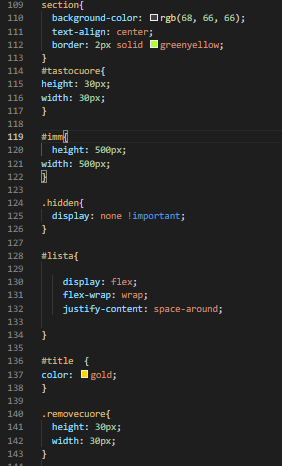 109 section{
110 background-color: rgb(68, 66, 66);
111 text-align: center;
112 border: 2px solid greenyellow;
113 }
114 #tastocuore{
115 height: 30px;
116 width: 30px;
117 }
118
119 #imm{
120 height: 500px;
121 width: 500px;
122 }
123
124 .hidden{
125 display: none !important;
126 }
127
128 #lista{
129
130 display: flex;
131 flex-wrap: wrap;
132 justify-content: space-around;
133
134 }
135
136 #title {
137 color: gold;
138 }
139
140 .removecuore{
141 height: 30px;
142 width: 30px;
143 }